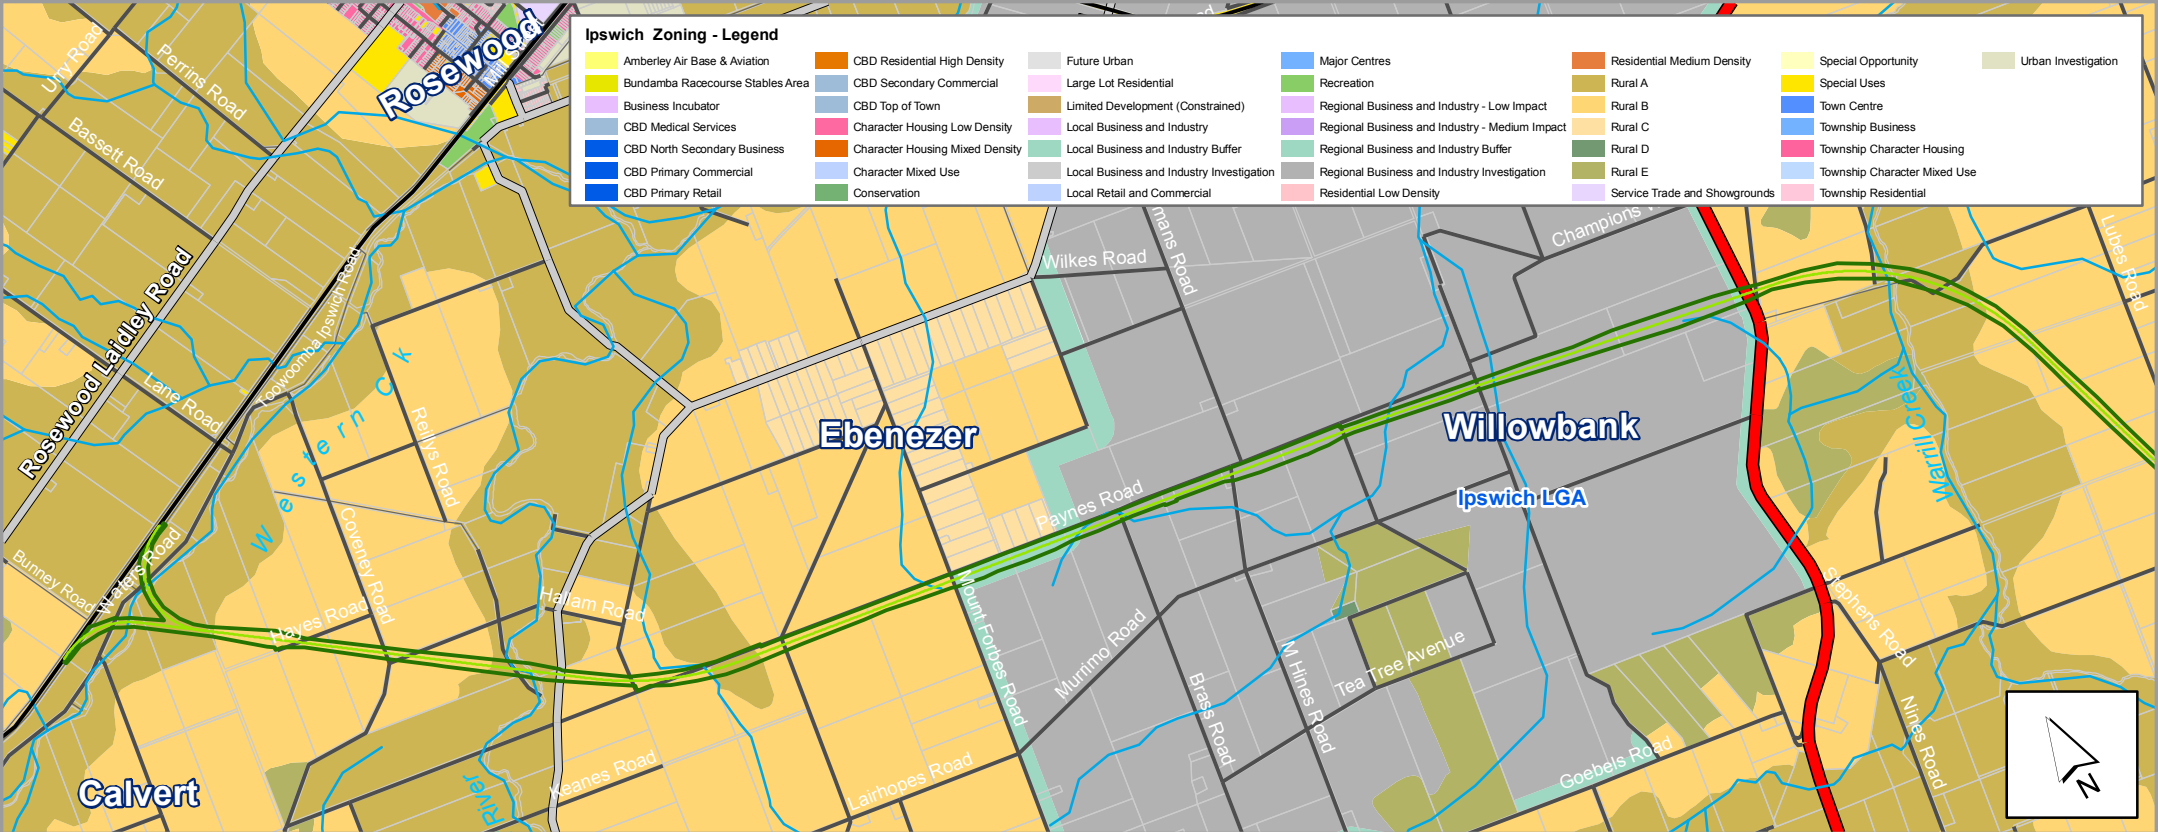 Ipswich Zoning - Legend
Amberley Air Base & Aviation
Bundamba Racecourse Stables Area
Business Incubator
CBD Medical Services
CBD North Secondary Business
CBD Primary Commercial
CBD Primary Retail
CBD Residential High Density
CBD Secondary Commercial
CBD Top of Town
Character Housing Low Density
Character Housing Mixed Density
Character Mixed Use
Conservation
Future Urban
Large Lot Residential
Limited Development (Constrained)
Local Business and Industry
Local Business and Industry Buffer
Local Business and Industry Investigation
Local Retail and Commercial
Major Centres
Recreation
Regional Business and Industry - Low Impact
Regional Business and Industry - Medium Impact
Regional Business and Industry Buffer
Regional Business and Industry Investigation
Residential Low Density
Residential Medium Density
Rural A
Rural B
Rural C
Rural D
Rural E
Service Trade and Showgrounds
Special Opportunity
Special Uses
Town Centre
Township Business
Township Character Housing
Township Character Mixed Use
Township Residential
Urban Investigation
Rosewood
Urry Road
Perrins Road
Bassett Road
Rosewood Laidley Road
Toowoomba Ipswich Road
Lane Road
Western Ck
Reillys Road
Coveney Road
Bunney Road
Waters Road
Hayes Road
Hallam Road
Calvert
River
Keanes Road
Lairhopes Road
Ebenezer
Wilkes Road
mans Road
Champions
Paynes Road
Mount Forbes Road
Murrimo Road
Brass Road
M Hines Road
Tea Tree Avenue
Willowbank
Ipswich LGA
Goebels Road
Stephens Road
Nines Road
Warrill Creek
Lubes Road
N